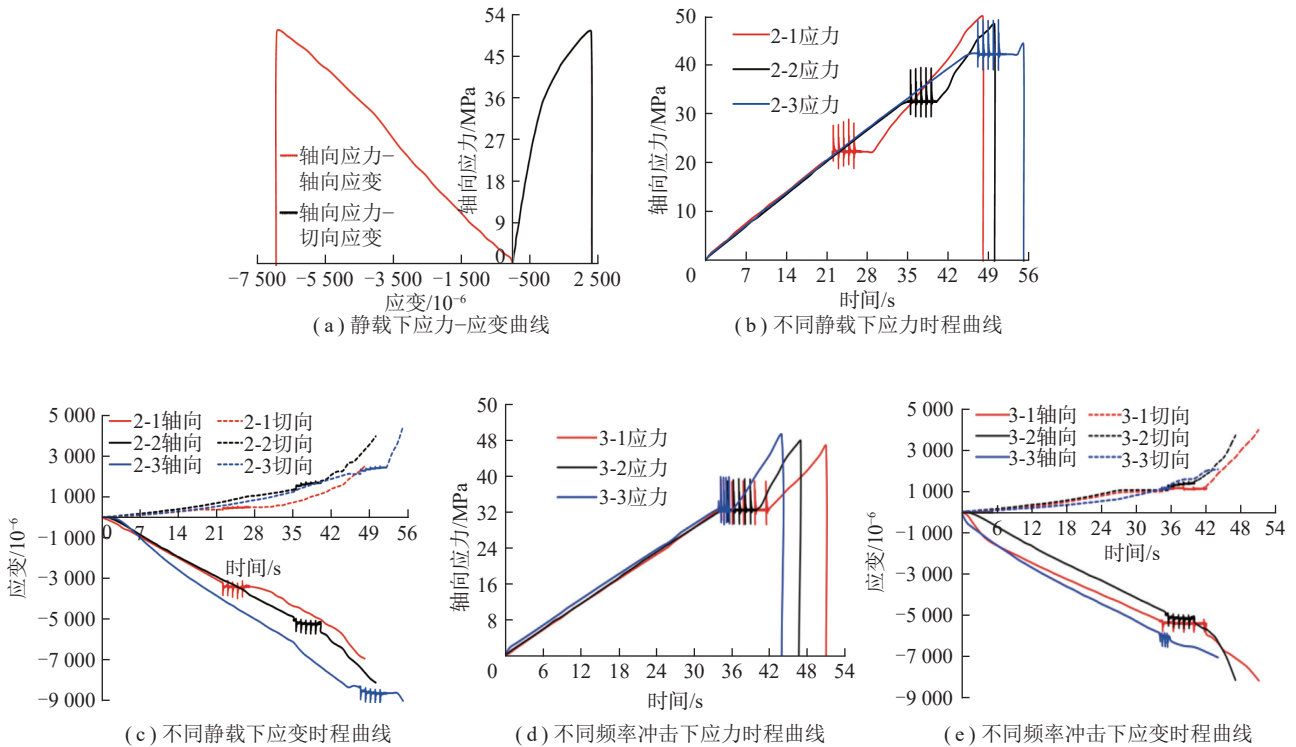 54
45
36
27
18
9
0
轴向应力/MPa
轴向应力–
轴向应变
轴向应力–
切向应变
−7 500
−5 500
−3 500
−1 500
−500
2 500
应变/10⁻⁶
(a) 静载下应力–应变曲线
50
40
30
20
10
0
轴向应力/MPa
2-1应力
2-2应力
2-3应力
7
14
21
28
35
42
49
56
时间/s
(b) 不同静载下应力时程曲线
5 000
3 000
1 000
−1 000
−3 000
−5 000
−7 000
−9 000
应变/10⁻⁶
2-1轴向
2-1切向
2-2轴向
2-2切向
2-3轴向
2-3切向
0
7
14
21
28
35
42
49
56
时间/s
(c) 不同静载下应变时程曲线
50
48
40
32
24
16
8
0
轴向应力/MPa
3-1应力
3-2应力
3-3应力
6
12
18
24
30
36
42
48
54
时间/s
(d) 不同频率冲击下应力时程曲线
5 000
3 000
1 000
−1 000
−3 000
−5 000
−7 000
−9 000
应变/10⁻⁶
3-1轴向
3-1切向
3-2轴向
3-2切向
3-3轴向
3-3切向
0
6
12
18
24
30
36
42
48
54
时间/s
(e) 不同频率冲击下应变时程曲线